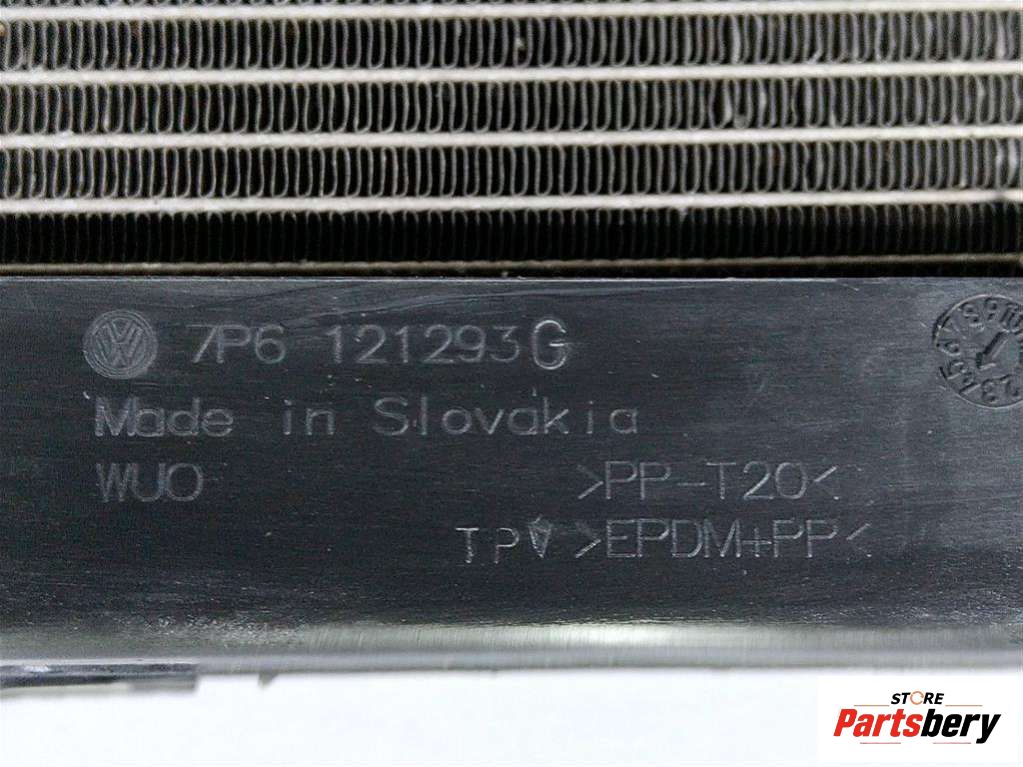 7P6 121293G
Made in Slovakia
WUO
>PP-T20<
TP >EPDM+PP<
STORE
Partsbery